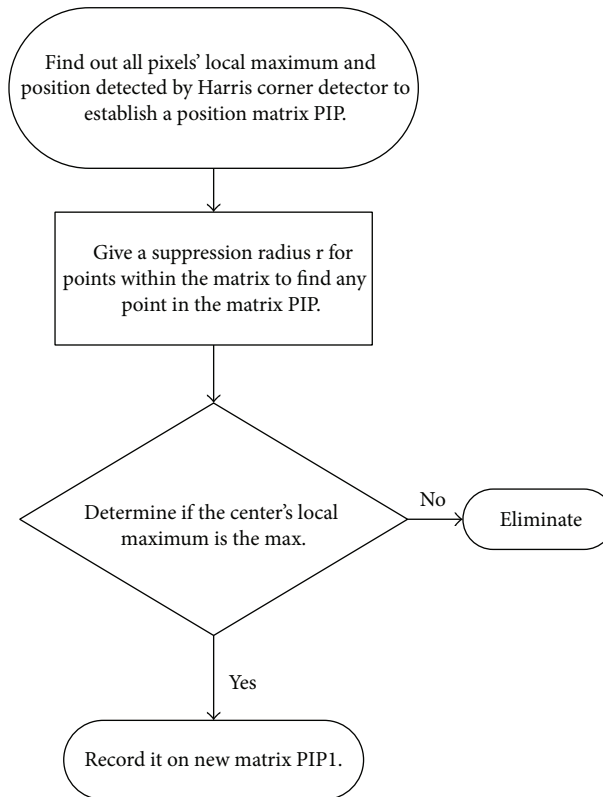 Find out all pixels’ local maximum and
position detected by Harris corner detector to
establish a position matrix PIP.
Give a suppression radius r for
points within the matrix to find any
point in the matrix PIP.
Determine if the center’s local
maximum is the max.
No
Eliminate
Yes
Record it on new matrix PIP1.